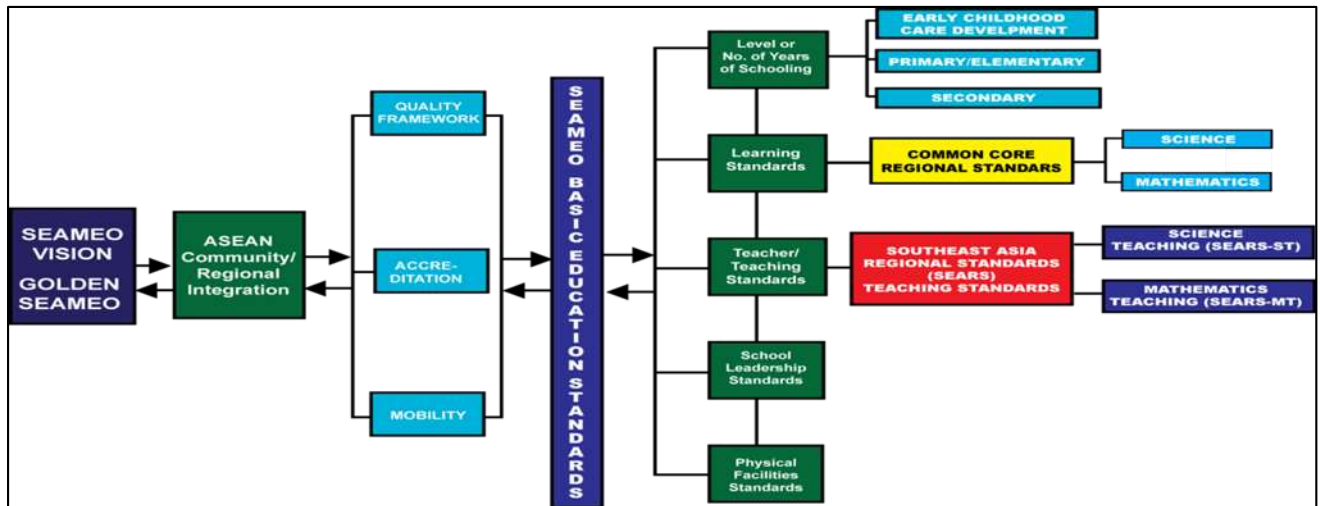 SEAMEO
VISION
GOLDEN
SEAMEO
ASEAN
Community/
Regional
Integration
QUALITY
FRAMEWORK
ACCRE-
DITATION
MOBILITY
SEAMEO BASIC EDUCATION STANDARDS
Level or
No. of Years
of Schooling
EARLY CHILDHOOD
CARE DEVELPMENT
PRIMARY/ELEMENTARY
SECONDARY
Learning
Standards
COMMON CORE
REGIONAL STANDARS
SCIENCE
MATHEMATICS
Teacher/
Teaching
Standards
SOUTHEAST ASIA
REGIONAL STANDARDS
(SEARS)
TEACHING STANDARDS
SCIENCE
TEACHING (SEARS-ST)
MATHEMATICS
TEACHING (SEARS-MT)
School
Leadership
Standards
Physical
Facilities
Standards